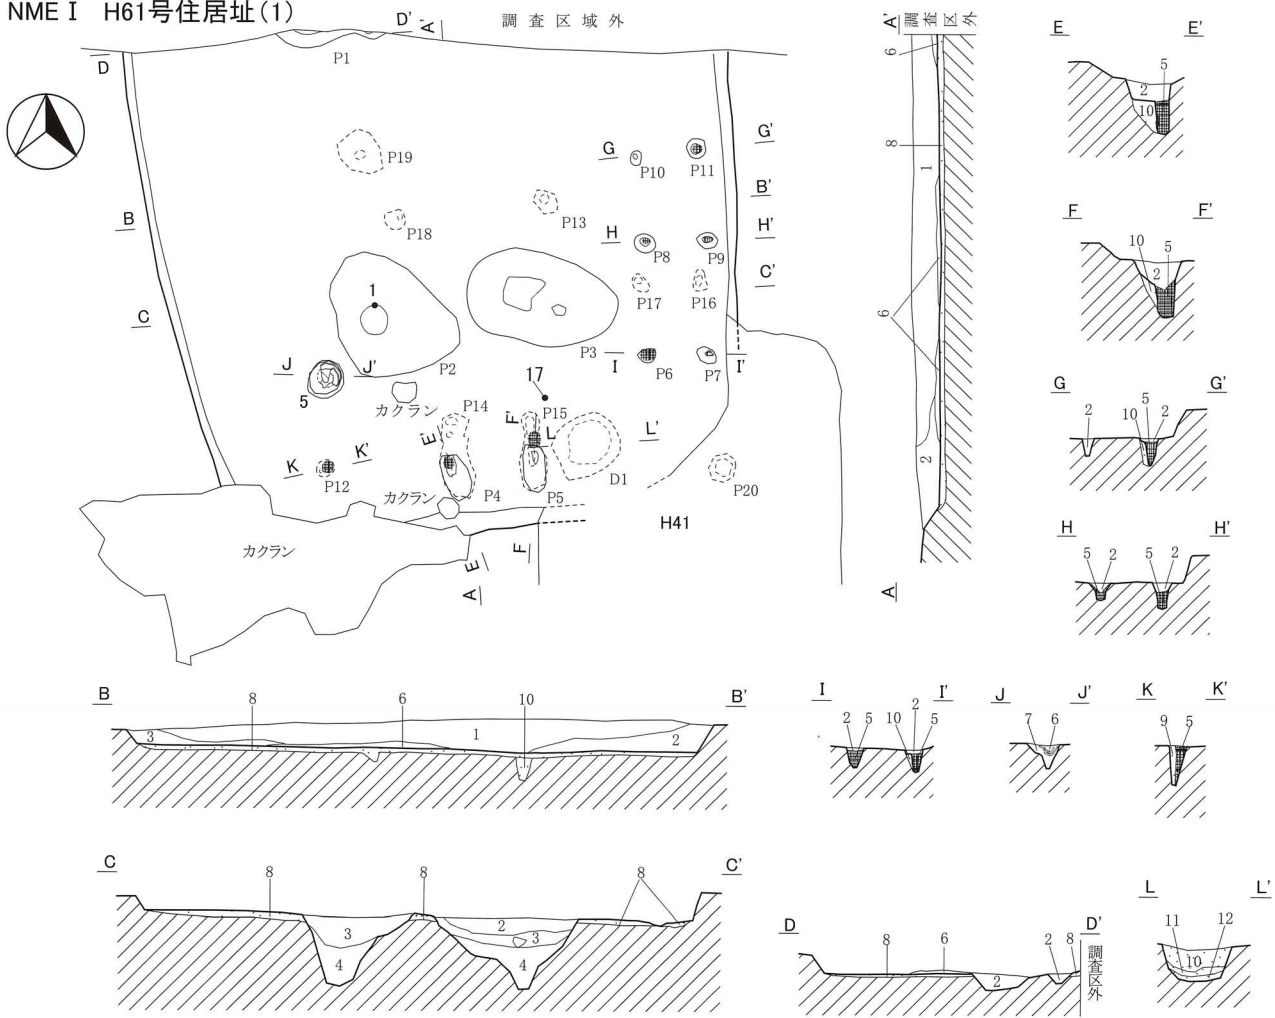 NME I H61号住居址(1)
D' A' 調査区域外
D P1
P19
G G'
P10 P11
B B'
P18 P13
H H'
P8 P9
C'
1
P17 P16
C
P3 I I'
P2 P6 P7
J J'
5
カクラン
17
P14 F' P15
E' L L'
K K'
P12
D1
カクラン P4 P5 P20
H41
カクラン
E F
A
A' 調査区外
6
8
1
6
2
A
E E'
5
2
10
F F'
10 5
2
G G'
5
2 10 2
H H'
5 2 5 2
B B'
8 6 10
3 1 2
I I'
2
2 5 10 5
J J'
7 6
K K'
9 5
C C'
8 8 8
2
3 3
4 4
D D'
8 6 2 8
2
調査区外
L L'
11 12
10